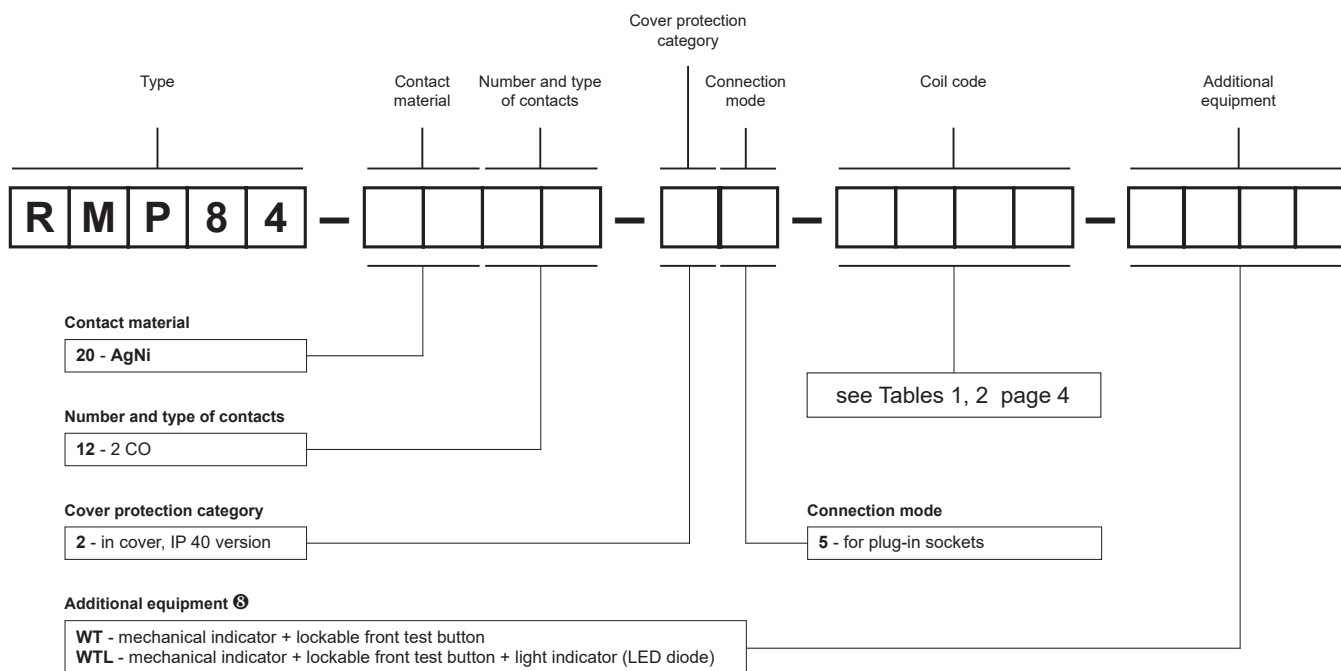 Cover protection
category
Type
Contact
material
Number and type
of contacts
Connection
mode
Coil code
Additional
equipment
R M P 8 4 – – – –
Contact material
20 - AgNi
see Tables 1, 2 page 4
Number and type of contacts
12 - 2 CO
Cover protection category
2 - in cover, IP 40 version
Connection mode
5 - for plug-in sockets
Additional equipment ❽
WT - mechanical indicator + lockable front test button
WTL - mechanical indicator + lockable front test button + light indicator (LED diode)